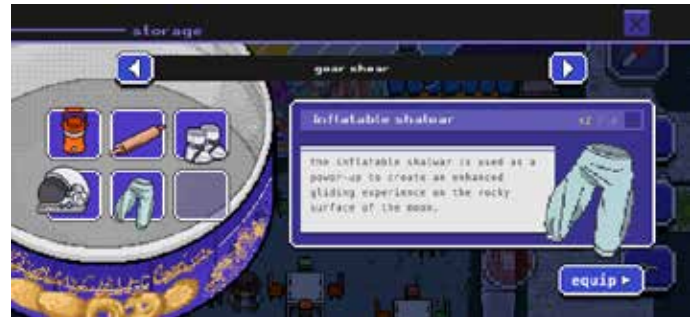 storage
gear shear
Inflatable shalwar
x2
the inflatable shalwar is used as a
power-up to create an enhanced
gliding experience on the rocky
surface of the moon.
equip